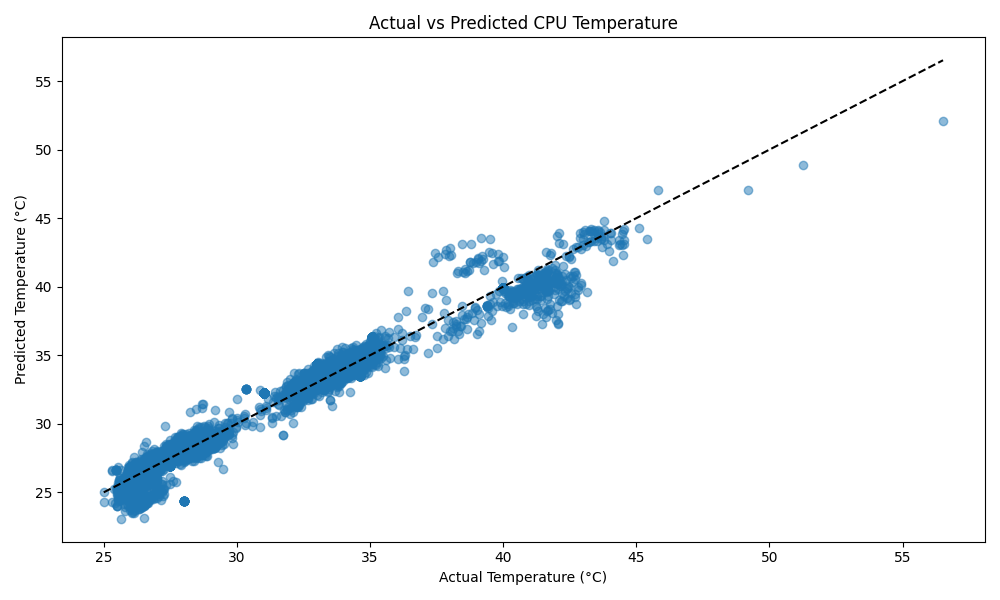 Actual vs Predicted CPU Temperature
Predicted Temperature (°C)
55
50
45
40
35
30
25
25 30 35 40 45 50 55
Actual Temperature (°C)